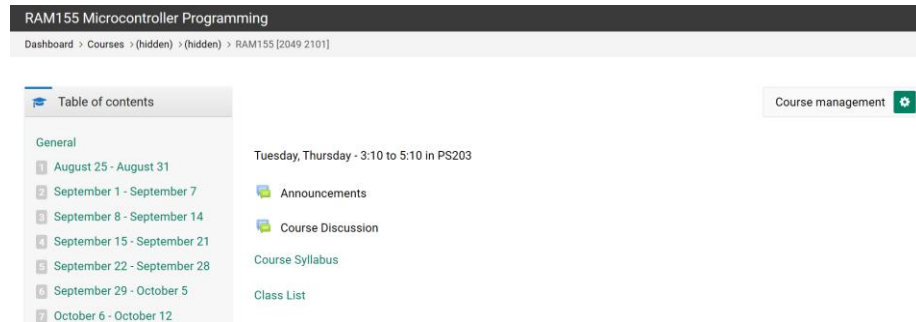 RAM155 Microcontroller Programming
Dashboard > Courses > (hidden) > (hidden) > RAM155 [2049 2101]
Table of contents
Course management
General
1 August 25 - August 31
2 September 1 - September 7
3 September 8 - September 14
4 September 15 - September 21
5 September 22 - September 28
6 September 29 - October 5
7 October 6 - October 12
Tuesday, Thursday - 3:10 to 5:10 in PS203
Announcements
Course Discussion
Course Syllabus
Class List